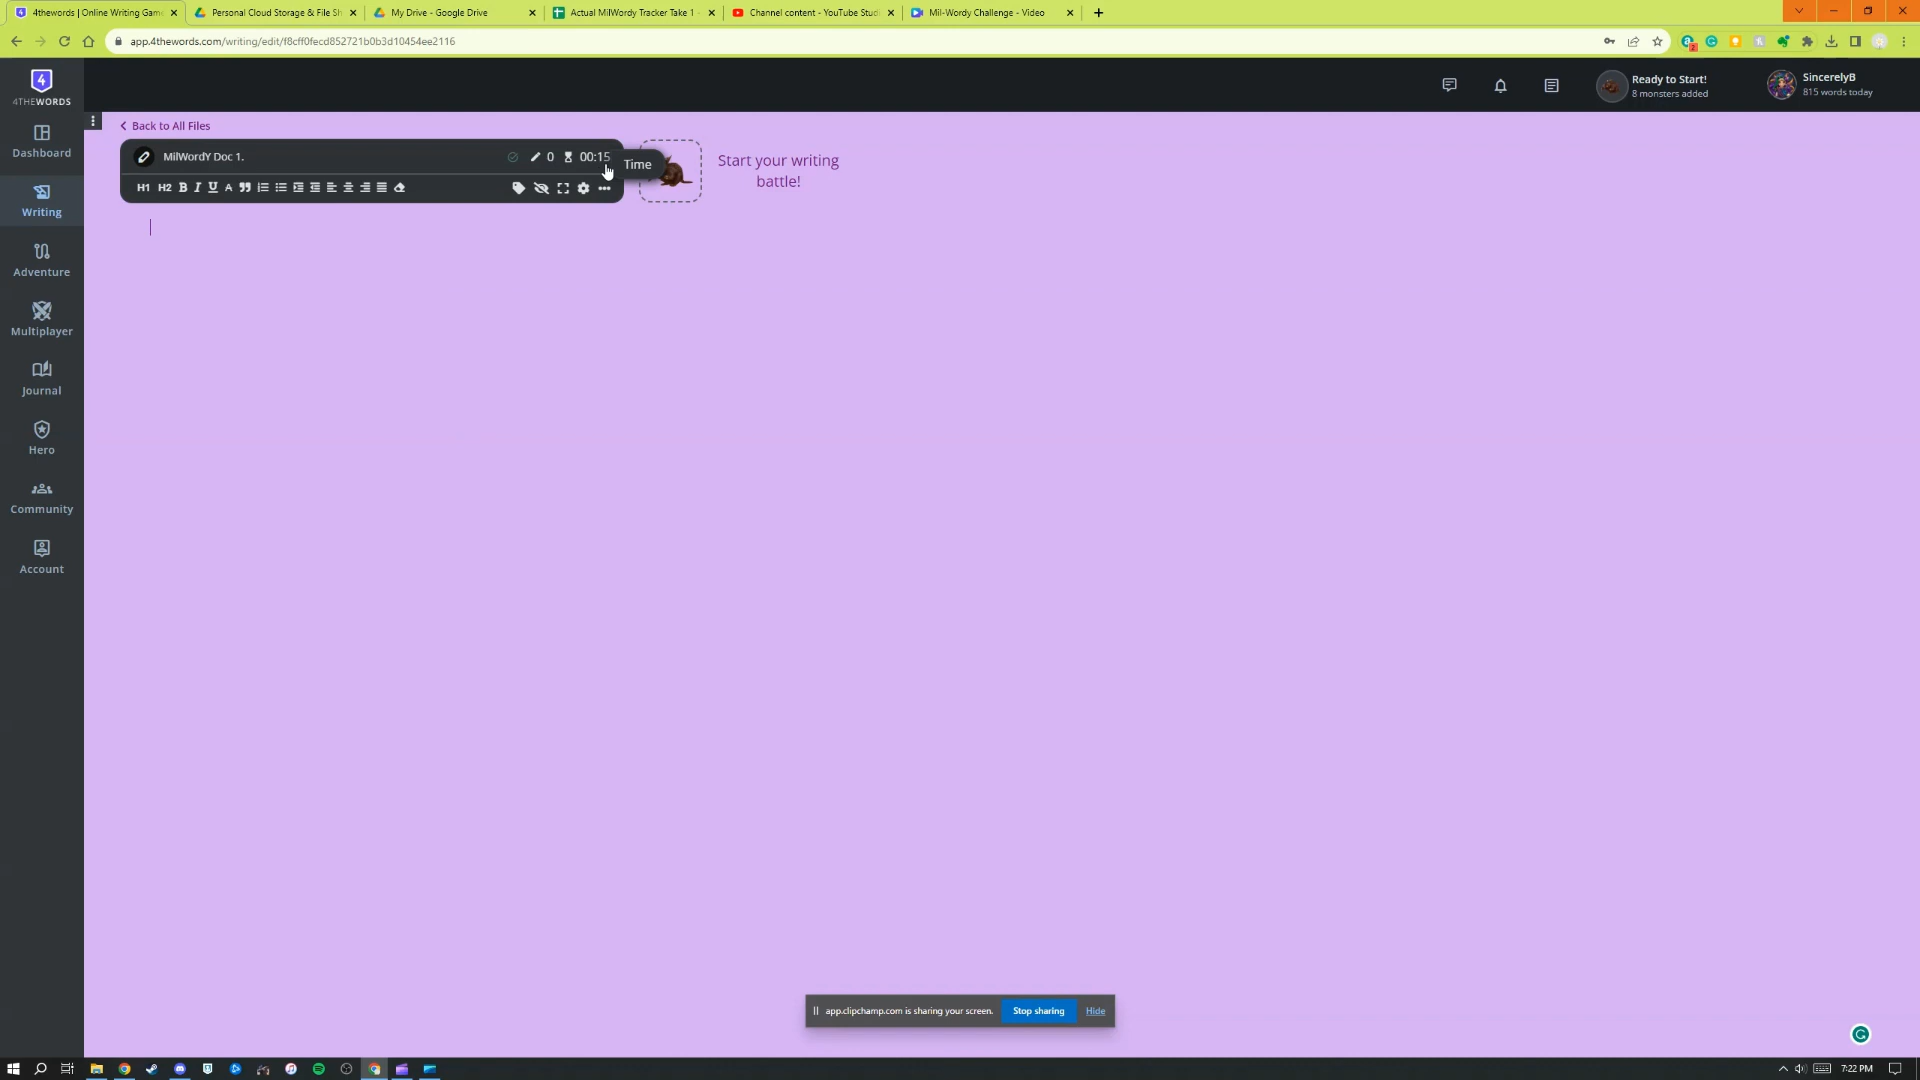 4thewords | Online Writing Gam
Personal Cloud Storage & File Sh
My Drive - Google Drive
Actual MilWordy Tracker Take 1 -
Channel content - YouTube Studi
Mil-Wordy Challenge - Video
app.4thewords.com/writing/edit/f8cff0fecd852721b0b3d10454ee2116
4
4THEWORDS
Ready to Start!
8 monsters added
SincerelyB
815 words today
Back to All Files
MilWordY Doc 1.
0
00:15
Time
H1 H2 B I U A
Start your writing
battle!
Dashboard
Writing
Adventure
Multiplayer
Journal
Hero
Community
Account
app.clipchamp.com is sharing your screen.
Stop sharing
Hide
7:22 PM